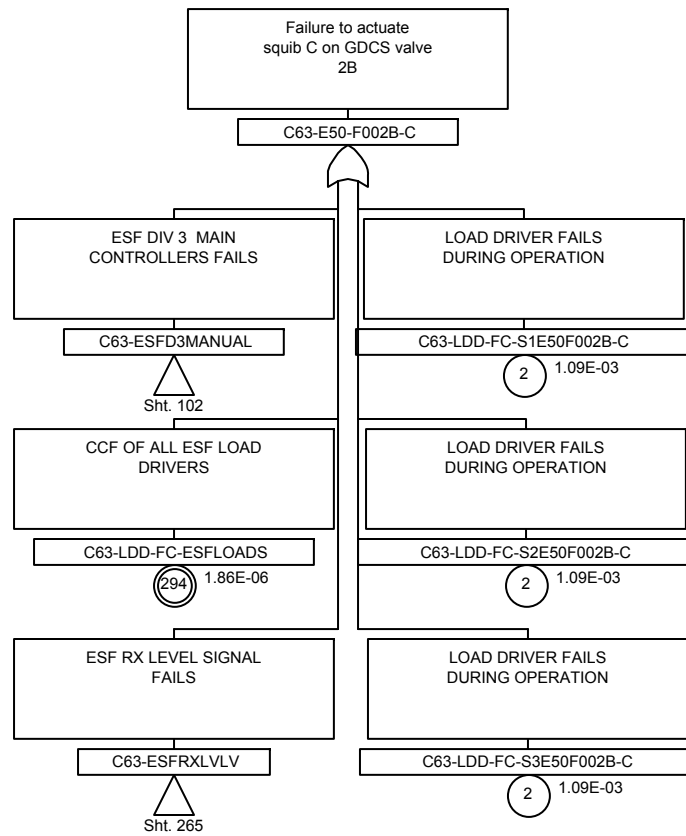 Failure to actuate
squib C on GDCS valve
2B
C63-E50-F002B-C
ESF DIV 3 MAIN
CONTROLLERS FAILS
C63-ESFD3MANUAL
Sht. 102
LOAD DRIVER FAILS
DURING OPERATION
C63-LDD-FC-S1E50F002B-C
2
1.09E-03
CCF OF ALL ESF LOAD
DRIVERS
C63-LDD-FC-ESFLOADS
294
1.86E-06
LOAD DRIVER FAILS
DURING OPERATION
C63-LDD-FC-S2E50F002B-C
2
1.09E-03
ESF RX LEVEL SIGNAL
FAILS
C63-ESFRXLVLV
Sht. 265
LOAD DRIVER FAILS
DURING OPERATION
C63-LDD-FC-S3E50F002B-C
2
1.09E-03